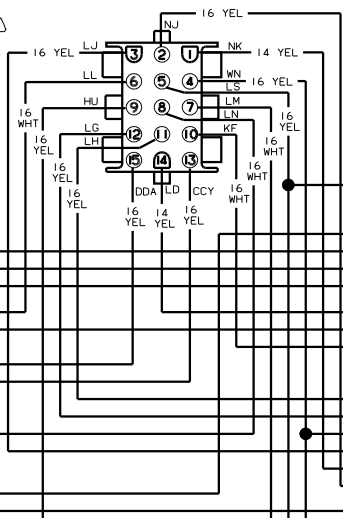 16 YEL
NJ
LJ
NK
16 YEL
3
2
1
14 YEL
LL
WN
6
5
4
16 YEL
LS
HU
LM
9
8
7
16 WHT
LN
16 YEL
LG
KF
16 YEL
12
11
10
LH
16 WHT
16 YEL
15
14
13
16 WHT
16 YEL
DDA
LD
CCY
16 WHT
16 YEL
14 YEL
16 YEL